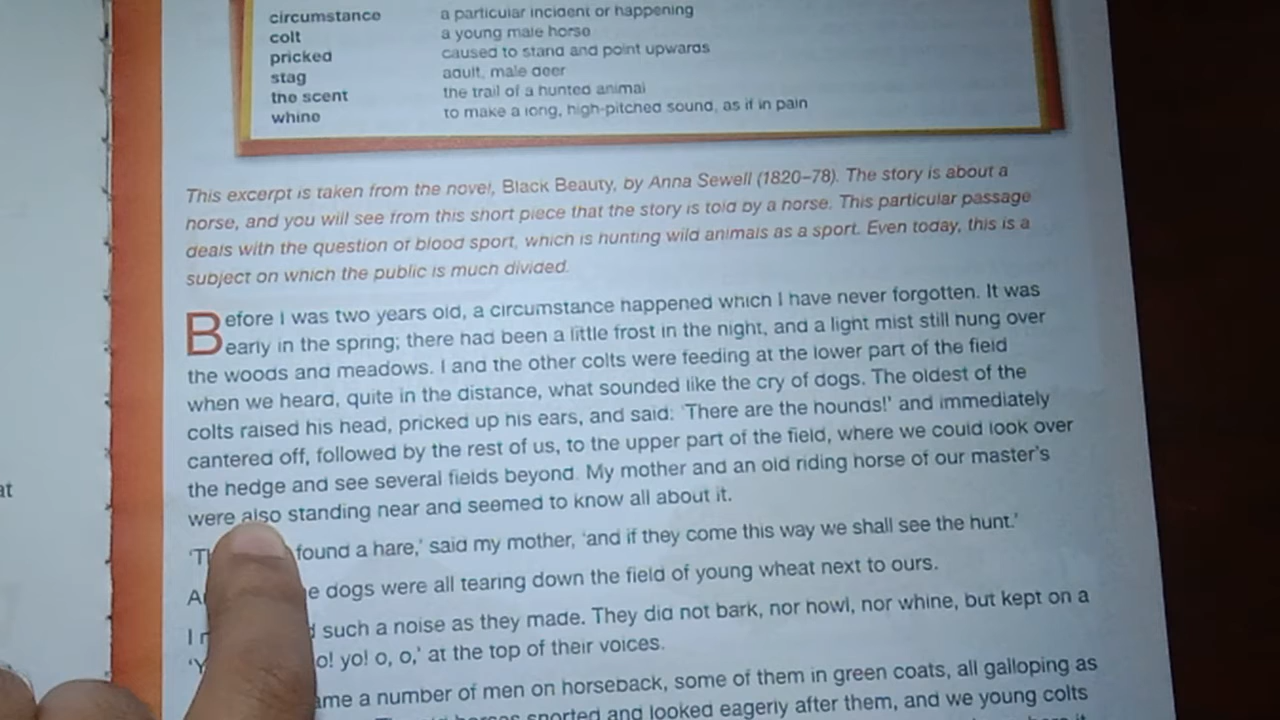 circumstance a particular incident or happening
colt a young male horse
pricked caused to stand and point upwards
stag adult, male deer
the scent the trail of a hunted animal
whine to make a long, high-pitched sound, as if in pain
This excerpt is taken from the novel, Black Beauty, by Anna Sewell (1820–78). The story is about a
horse, and you will see from this short piece that the story is told by a horse. This particular passage
deals with the question of blood sport, which is hunting wild animals as a sport. Even today, this is a
subject on which the public is much divided.
Before I was two years old, a circumstance happened which I have never forgotten. It was
early in the spring; there had been a little frost in the night, and a light mist still hung over
the woods and meadows. I and the other colts were feeding at the lower part of the field
when we heard, quite in the distance, what sounded like the cry of dogs. The oldest of the
colts raised his head, pricked up his ears, and said: ‘There are the hounds!’ and immediately
cantered off, followed by the rest of us, to the upper part of the field, where we could look over
the hedge and see several fields beyond. My mother and an old riding horse of our master's
at
were also standing near and seemed to know all about it.
found a hare,’ said my mother, ‘and if they come this way we shall see the hunt.’
dogs were all tearing down the field of young wheat next to ours.
I such a noise as they made. They did not bark, nor howl, nor whine, but kept on a
o! yo! o, o,’ at the top of their voices.
a number of men on horseback, some of them in green coats, all galloping as
snorted and looked eagerly after them, and we young colts